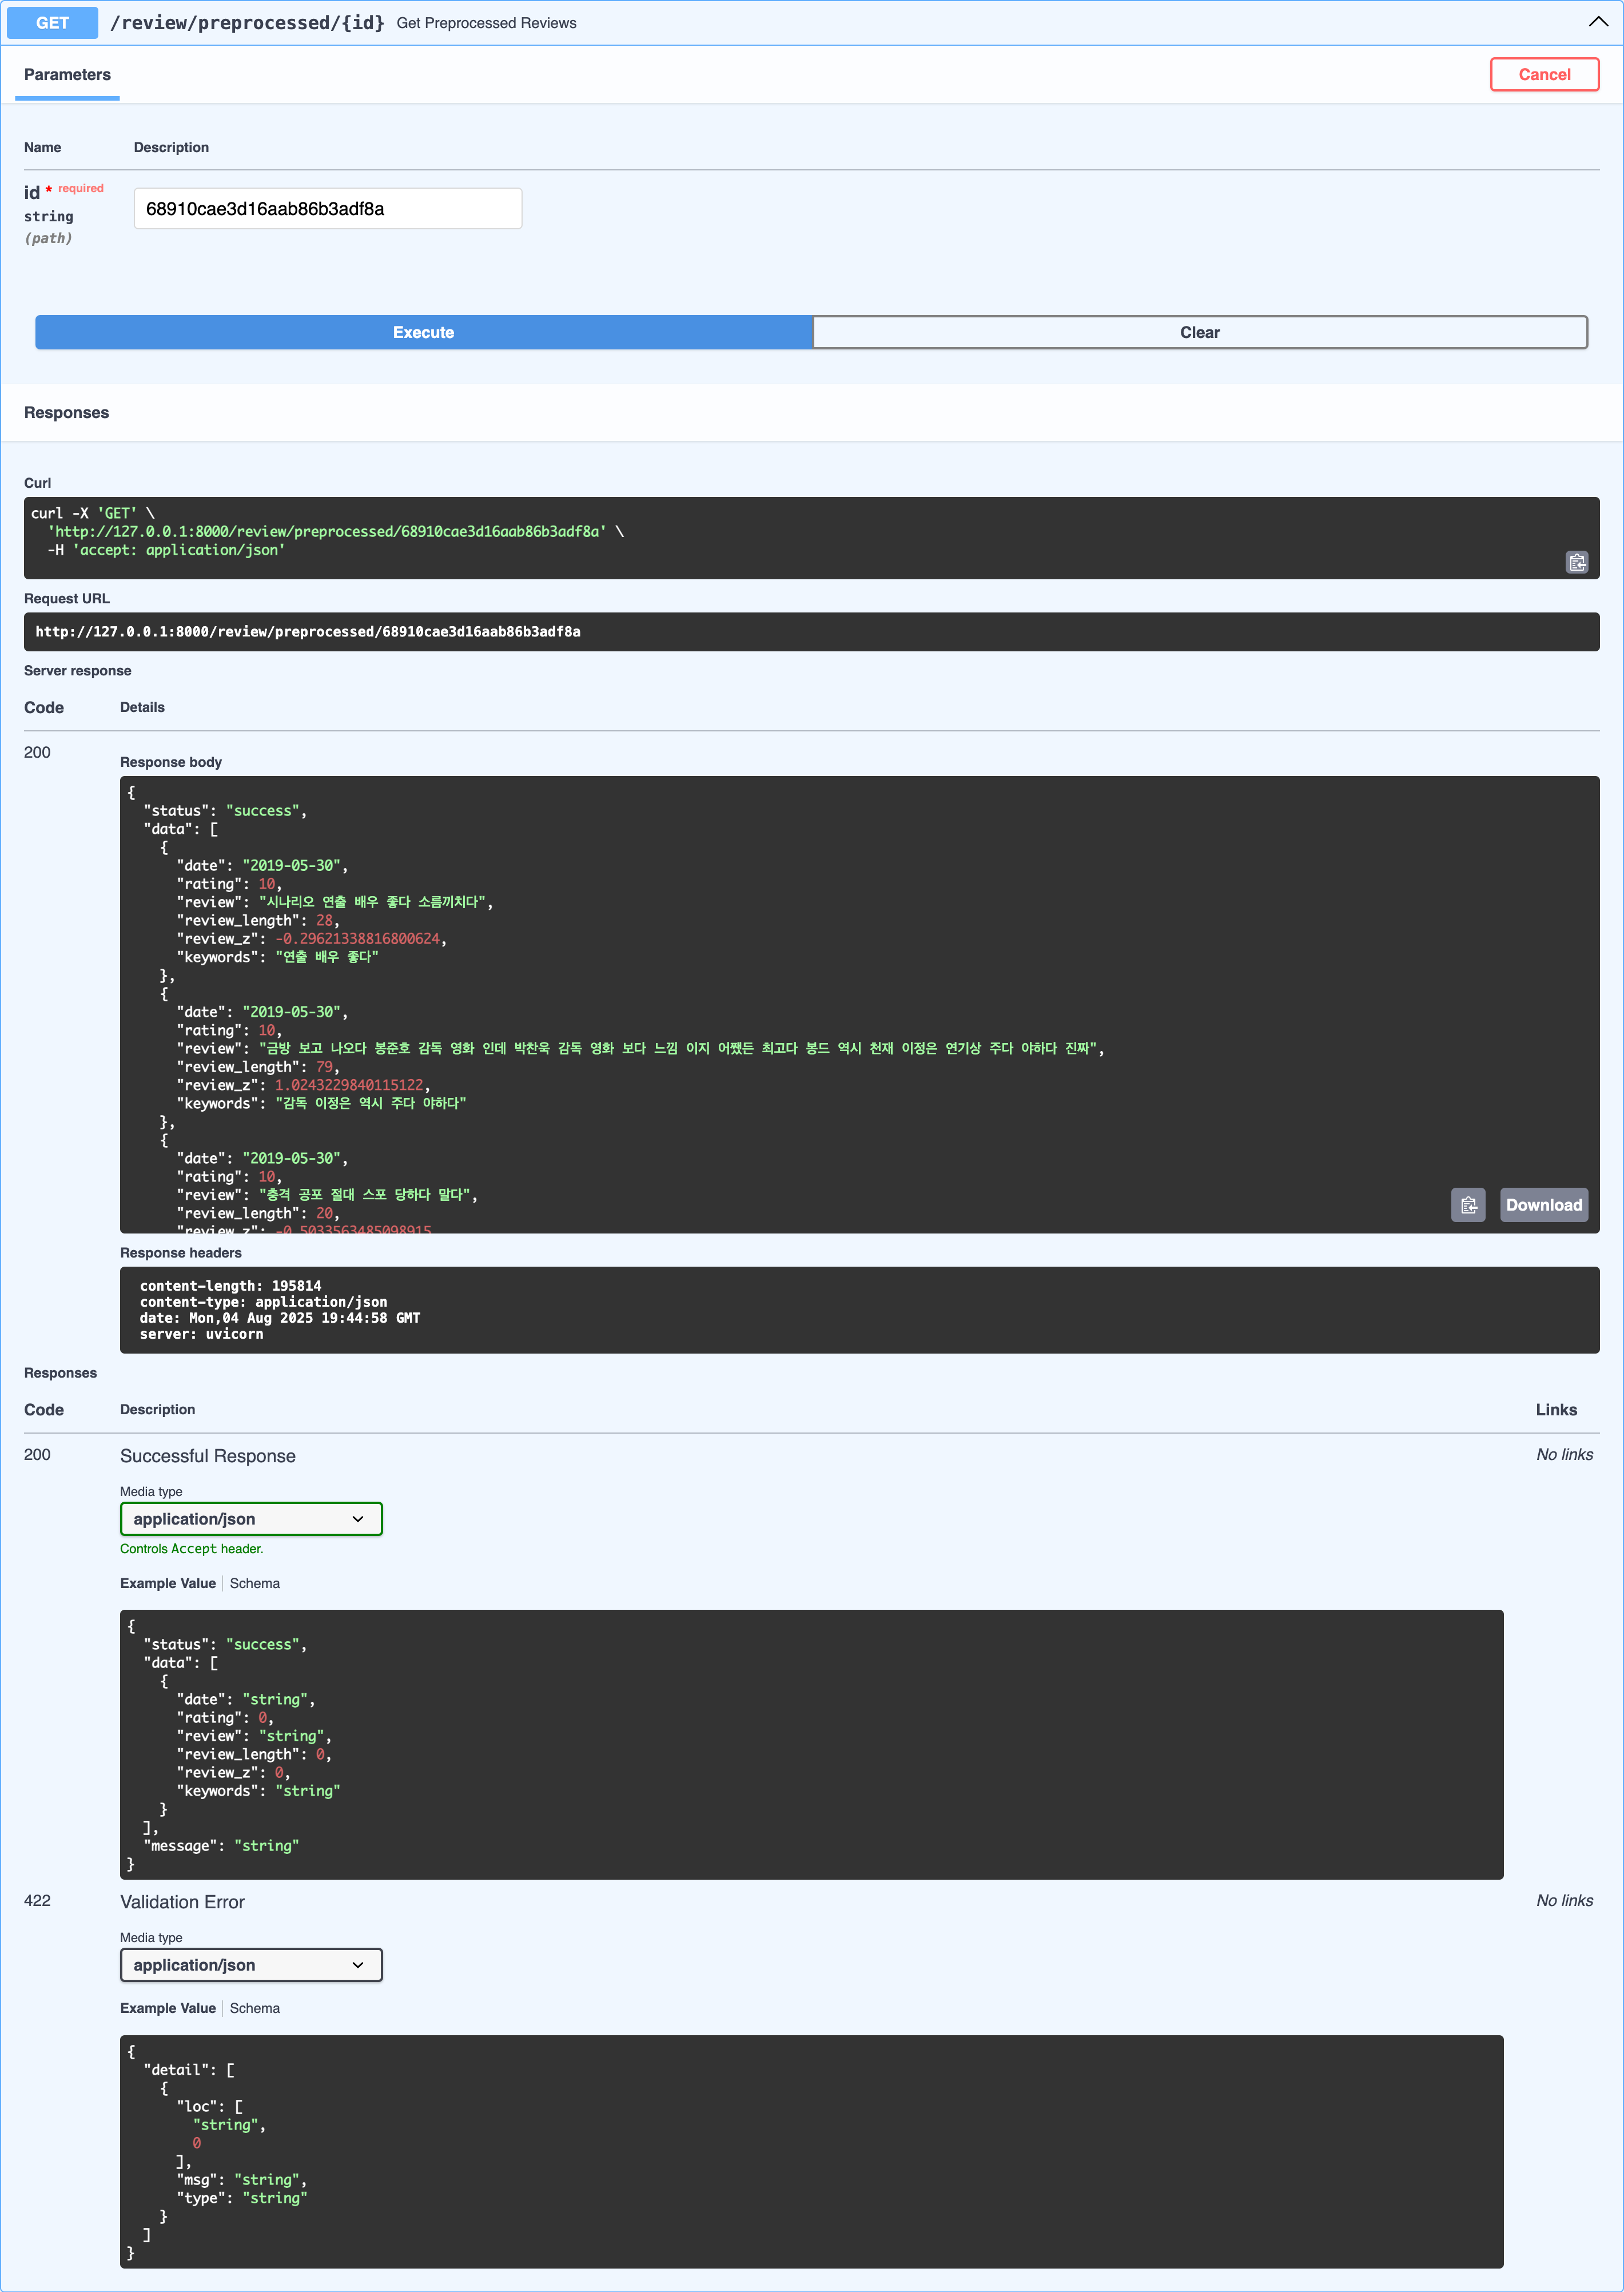 GET /review/preprocessed/{id} Get Preprocessed Reviews
Parameters
Cancel
Name Description
id * required
string
(path)
68910cae3d16aab86b3adf8a
Execute
Clear
Responses
Curl
curl -X 'GET' \
'http://127.0.0.1:8000/review/preprocessed/68910cae3d16aab86b3adf8a' \
-H 'accept: application/json'
Request URL
http://127.0.0.1:8000/review/preprocessed/68910cae3d16aab86b3adf8a
Server response
Code Details
200
Response body
{
"status": "success",
"data": [
{
"date": "2019-05-30",
"rating": 10,
"review": "시나리오 연출 배우 좋다 소름끼치다",
"review_length": 28,
"review_z": -0.29621338816800624,
"keywords": "연출 배우 좋다"
},
{
"date": "2019-05-30",
"rating": 10,
"review": "금방 보고 나오다 봉준호 감독 영화 인데 박찬욱 감독 영화 보다 느낌 이지 어쨌든 최고다 봉드 역시 천재 이정은 연기상 주다 야하다 진짜",
"review_length": 79,
"review_z": 1.0243229840115122,
"keywords": "감독 이정은 역시 주다 야하다"
},
{
"date": "2019-05-30",
"rating": 10,
"review": "충격 공포 절대 스포 당하다 말다",
"review_length": 20,
"review_z": -0.5033563485098915
Download
Response headers
content-length: 195814
content-type: application/json
date: Mon,04 Aug 2025 19:44:58 GMT
server: uvicorn
Responses
Code Description Links
200 Successful Response No links
Media type
application/json
Controls Accept header.
Example Value Schema
{
"status": "success",
"data": [
{
"date": "string",
"rating": 0,
"review": "string",
"review_length": 0,
"review_z": 0,
"keywords": "string"
}
],
"message": "string"
}
422 Validation Error No links
Media type
application/json
Example Value Schema
{
"detail": [
{
"loc": [
"string",
0
],
"msg": "string",
"type": "string"
}
]
}